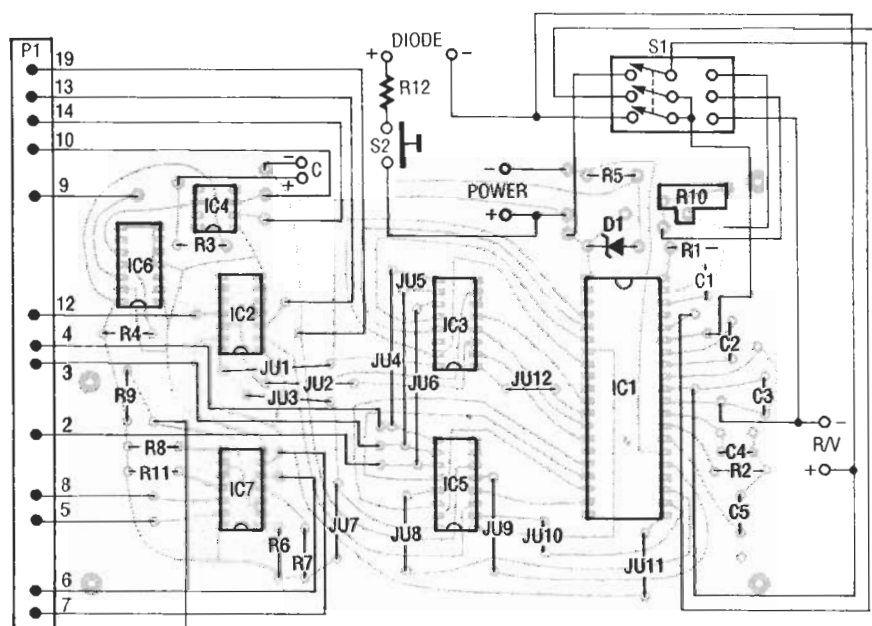 P1
19
13
14
10
9
12
4
3
2
8
5
6
7
+ DIODE -
R12
S2
S1
- C
+
IC4
R3
IC6
R4
IC2
-
POWER
+
R5
R10
D1
R1
C1
C2
C3
C4
R2
C5
- R/V
+
JU5
IC3
JU4
JU6
JU1
JU2
JU3
JU12
IC1
R9
R8
R11
IC7
IC5
R6
R7
JU7
JU8
JU9
JU10
JU11